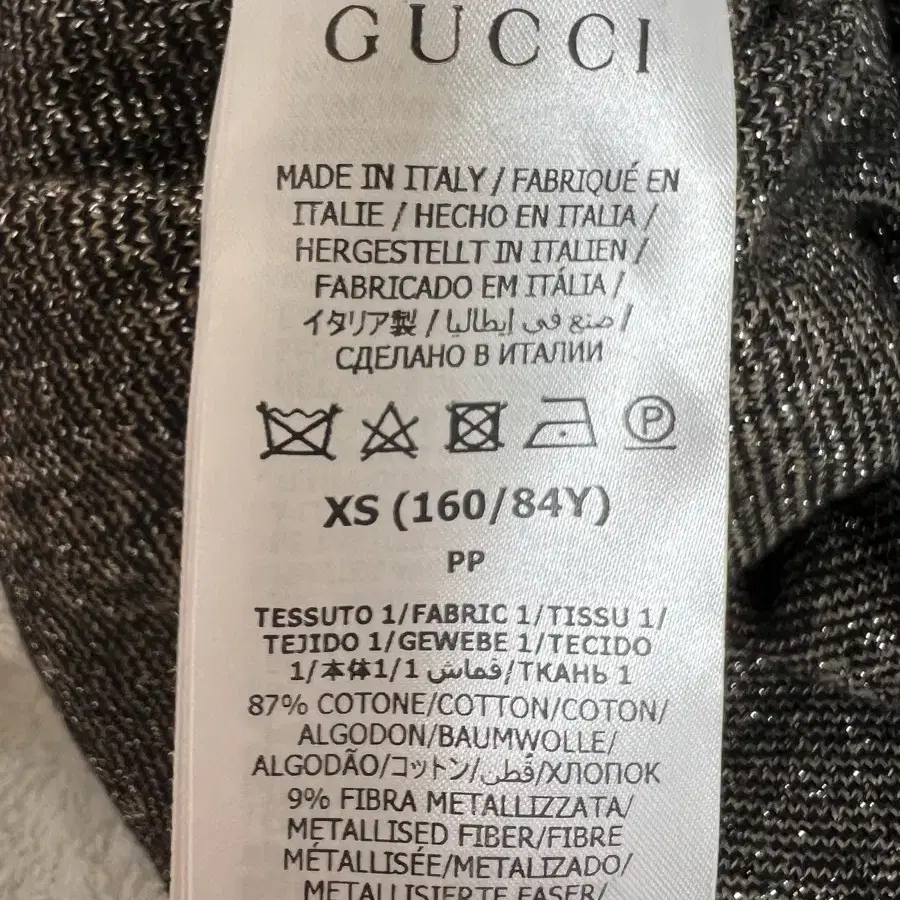 GUCCI
MADE IN ITALY / FABRIQUÉ EN
ITALIE / HECHO EN ITALIA /
HERGESTELLT IN ITALIEN /
FABRICADO EM ITÁLIA /
イタリア製 / صنع في ايطاليا /
СДЕЛАНО В ИТАЛИИ
P
XS (160/84Y)
PP
TESSUTO 1/FABRIC 1/TISSU 1/
TEJIDO 1/GEWEBE 1/TECIDO
1/本体1/1 قماش/ТКАНЬ 1
87% COTONE/COTTON/COTON/
ALGODON/BAUMWOLLE/
ALGODÃO/コットン/قطن/ХЛОПОК
9% FIBRA METALLIZZATA/
METALLISED FIBER/FIBRE
MÉTALLISÉE/METALIZADO/
METALLISIERTE FASER/